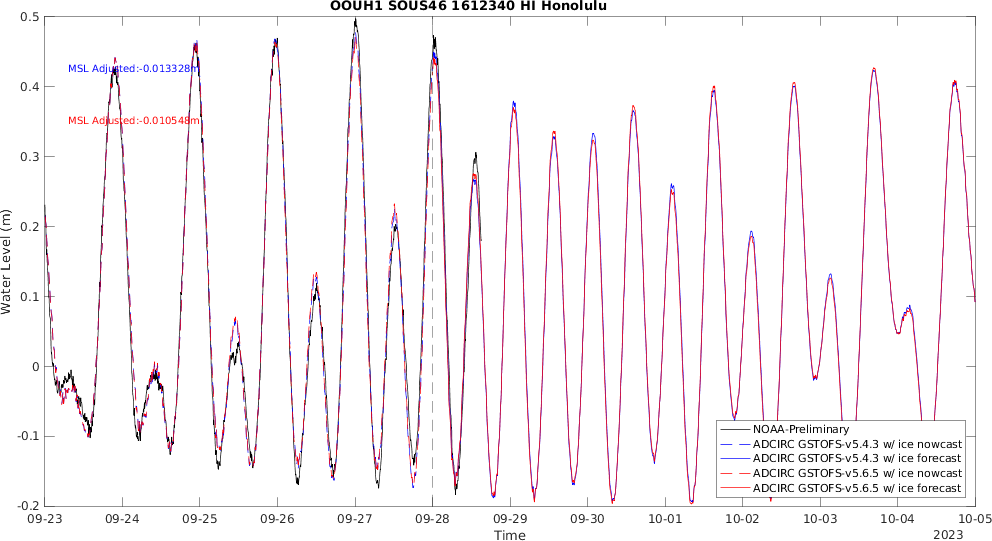 OOUH1 SOUS46 1612340 HI Honolulu
0.5
MSL Adjusted:-0.013328m
0.4
MSL Adjusted:-0.010548m
0.3
0.2
0.1
0
-0.1
-0.2
Water Level (m)
NOAA-Preliminary
ADCIRC GSTOFS-v5.4.3 w/ ice nowcast
ADCIRC GSTOFS-v5.4.3 w/ ice forecast
ADCIRC GSTOFS-v5.6.5 w/ ice nowcast
ADCIRC GSTOFS-v5.6.5 w/ ice forecast
09-23 09-24 09-25 09-26 09-27 09-28 09-29 09-30 10-01 10-02 10-03 10-04 10-05
Time
2023